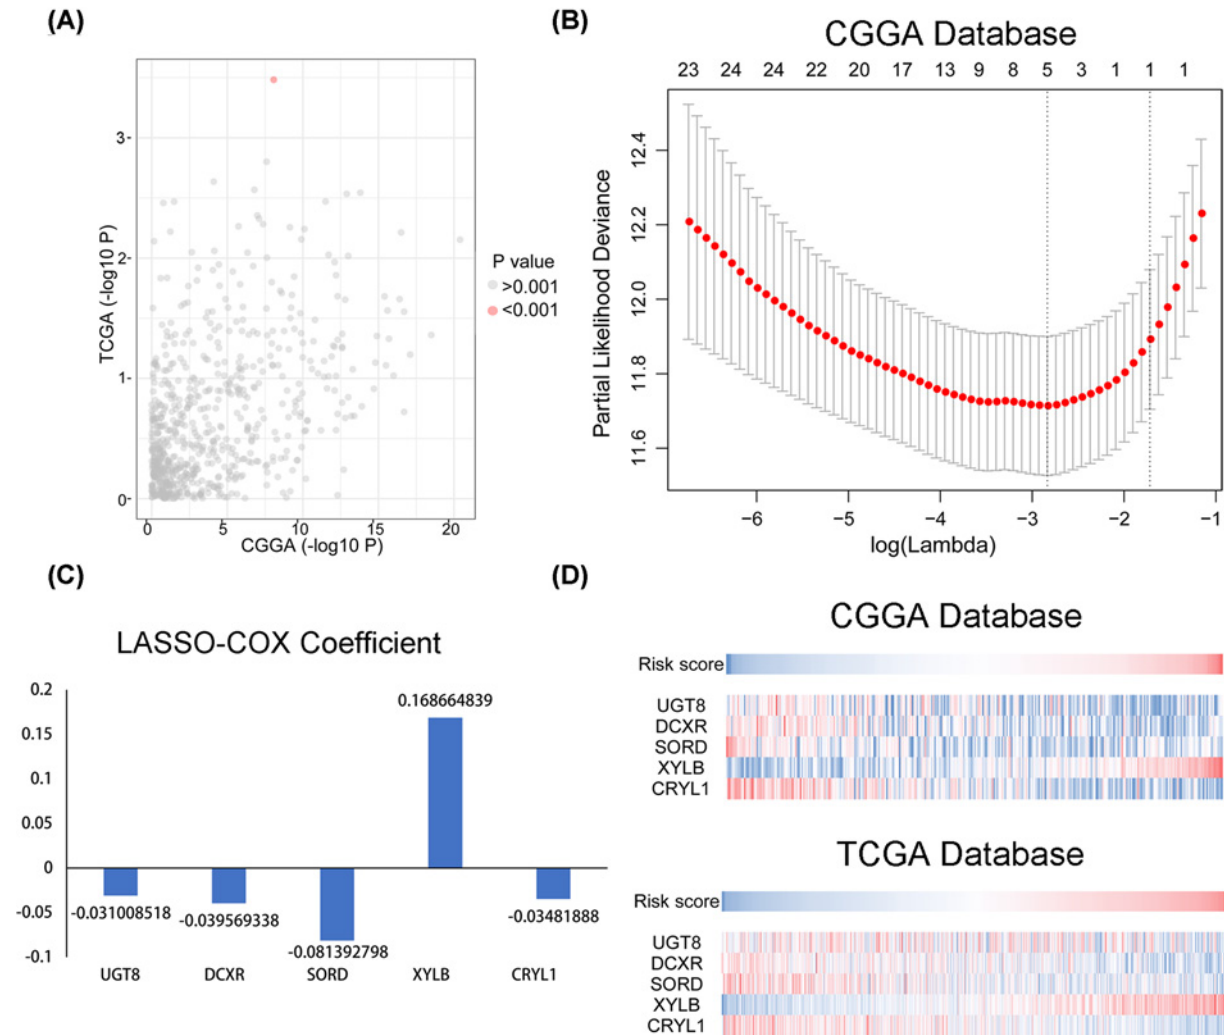 (A)
3-
2-
1-
0-
0 5 10 15 20
TCGA (-log10 P)
CGGA (-log10 P)
P value
>0.001
<0.001
(B)
CGGA Database
23 24 24 22 20 17 13 9 8 5 3 1 1 1
12.4
12.2
12.0
11.8
11.6
Partial Likelihood Deviance
−6 −5 −4 −3 −2 −1
log(Lambda)
(C)
LASSO-COX Coefficient
0.2
0.15
0.1
0.05
0
-0.05
-0.1
0.168664839
-0.031008518
-0.039569338
-0.081392798
-0.03481888
UGT8 DCXR SORD XYLB CRYL1
(D)
CGGA Database
Risk score
UGT8
DCXR
SORD
XYLB
CRYL1
TCGA Database
Risk score
UGT8
DCXR
SORD
XYLB
CRYL1